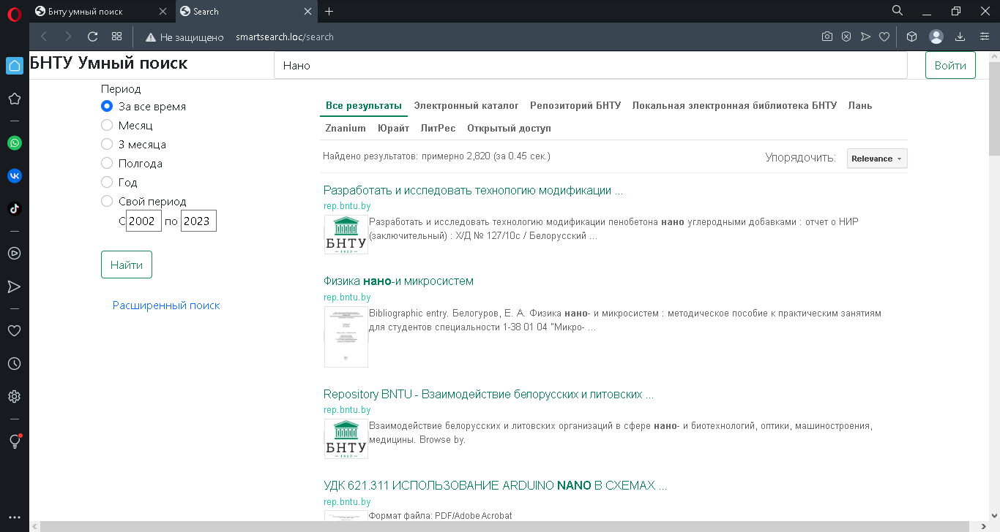 Бнту умный поиск
Search
Не защищено smartsearch.loc/search
БНТУ Умный поиск
Нано
Войти
Период
За все время
Месяц
3 месяца
Полгода
Год
Свой период
С 2002 по 2023
Найти
Расширенный поиск
Все результаты Электронный каталог Репозиторий БНТУ Локальная электронная библиотека БНТУ Лань
Znanium Юрайт ЛитРес Открытый доступ
Найдено результатов: примерно 2,820 (за 0.45 сек.)
Упорядочить: Relevance
Разработать и исследовать технологию модификации ...
rep.bntu.by
БНТУ
1920
Разработать и исследовать технологию модификации пенобетона нано углеродными добавками : отчет о НИР
(заключительный) : Х/Д № 127/10с / Белорусский ...
Физика нано-и микросистем
rep.bntu.by
Bibliographic entry. Белогуров, Е. А. Физика нано- и микросистем : методическое пособие к практическим занятиям
для студентов специальности 1-38 01 04 "Микро- ...
Repository BNTU - Взаимодействие белорусских и литовских ...
rep.bntu.by
БНТУ
1920
Взаимодействие белорусских и литовских организаций в сфере нано- и биотехнологий, оптики, машиностроения,
медицины. Browse by.
УДК 621.311 ИСПОЛЬЗОВАНИЕ ARDUINO NANO В СХЕМАХ ...
rep.bntu.by
Формат файла: PDF/Adobe Acrobat